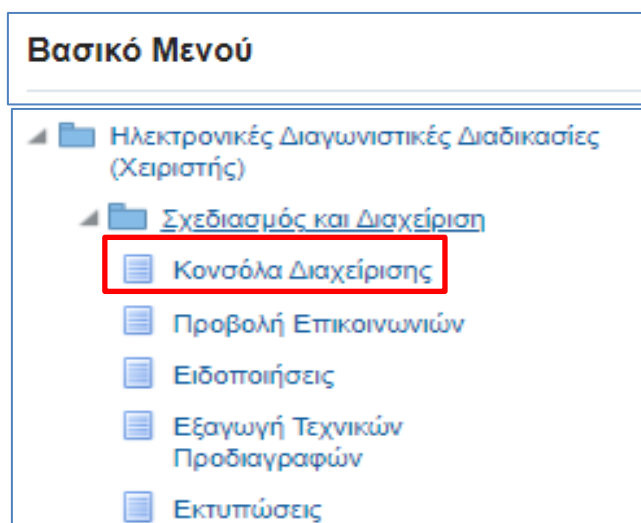 Βασικό Μενού
Ηλεκτρονικές Διαγωνιστικές Διαδικασίες
(Χειριστής)
Σχεδιασμός και Διαχείριση
Κονσόλα Διαχείρισης
Προβολή Επικοινωνιών
Ειδοποιήσεις
Εξαγωγή Τεχνικών
Προδιαγραφών
Εκτυπώσεις